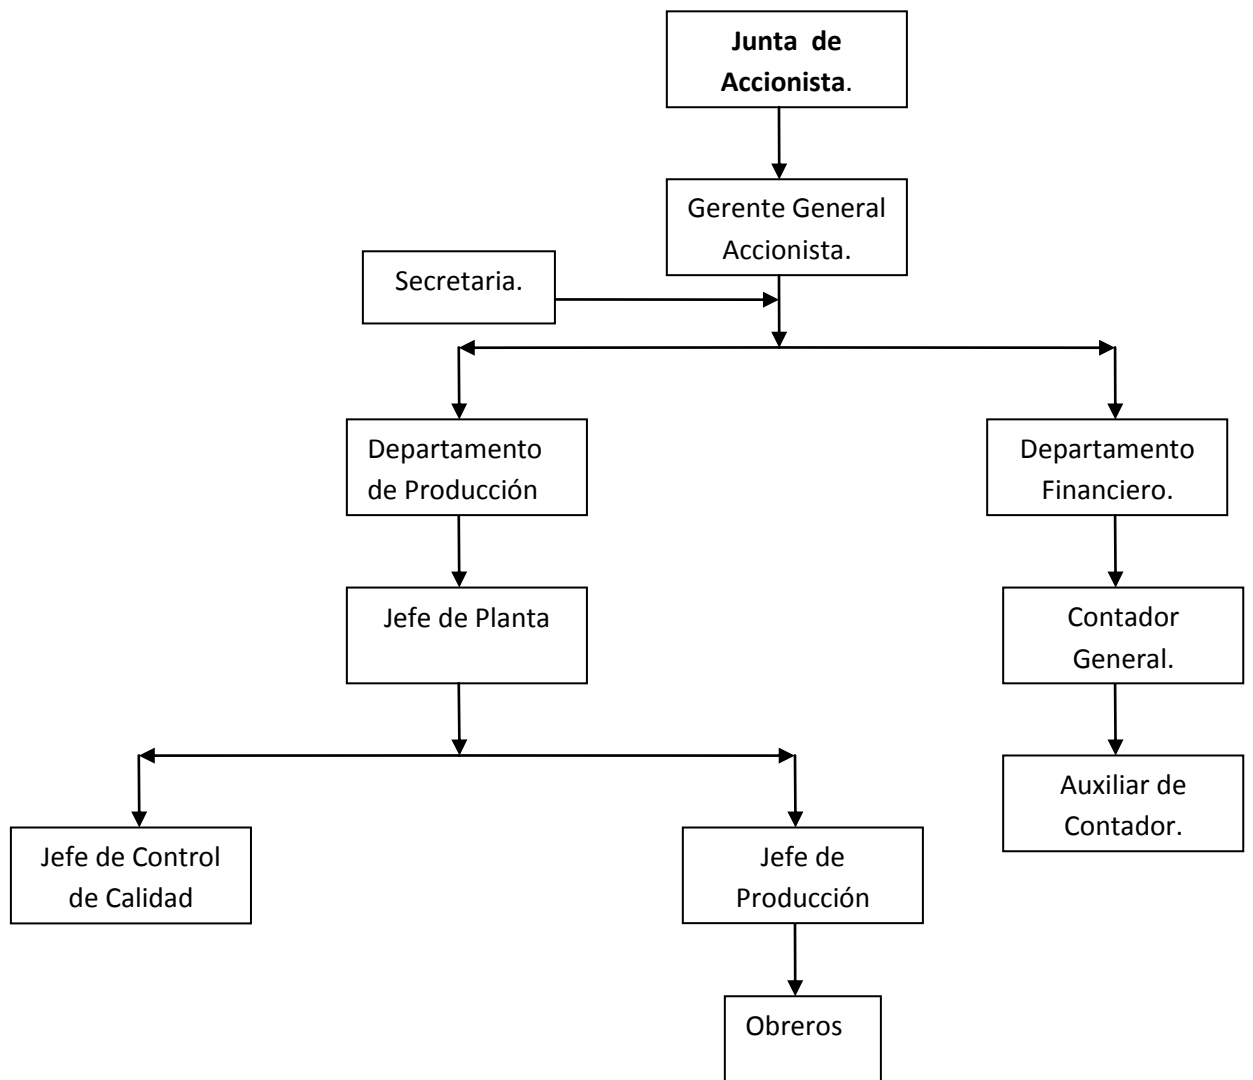 Junta de
Accionista.
Gerente General
Accionista.
Secretaria.
Departamento
de Producción
Departamento
Financiero.
Jefe de Planta
Contador
General.
Auxiliar de
Contador.
Jefe de Control
de Calidad
Jefe de
Producción
Obreros